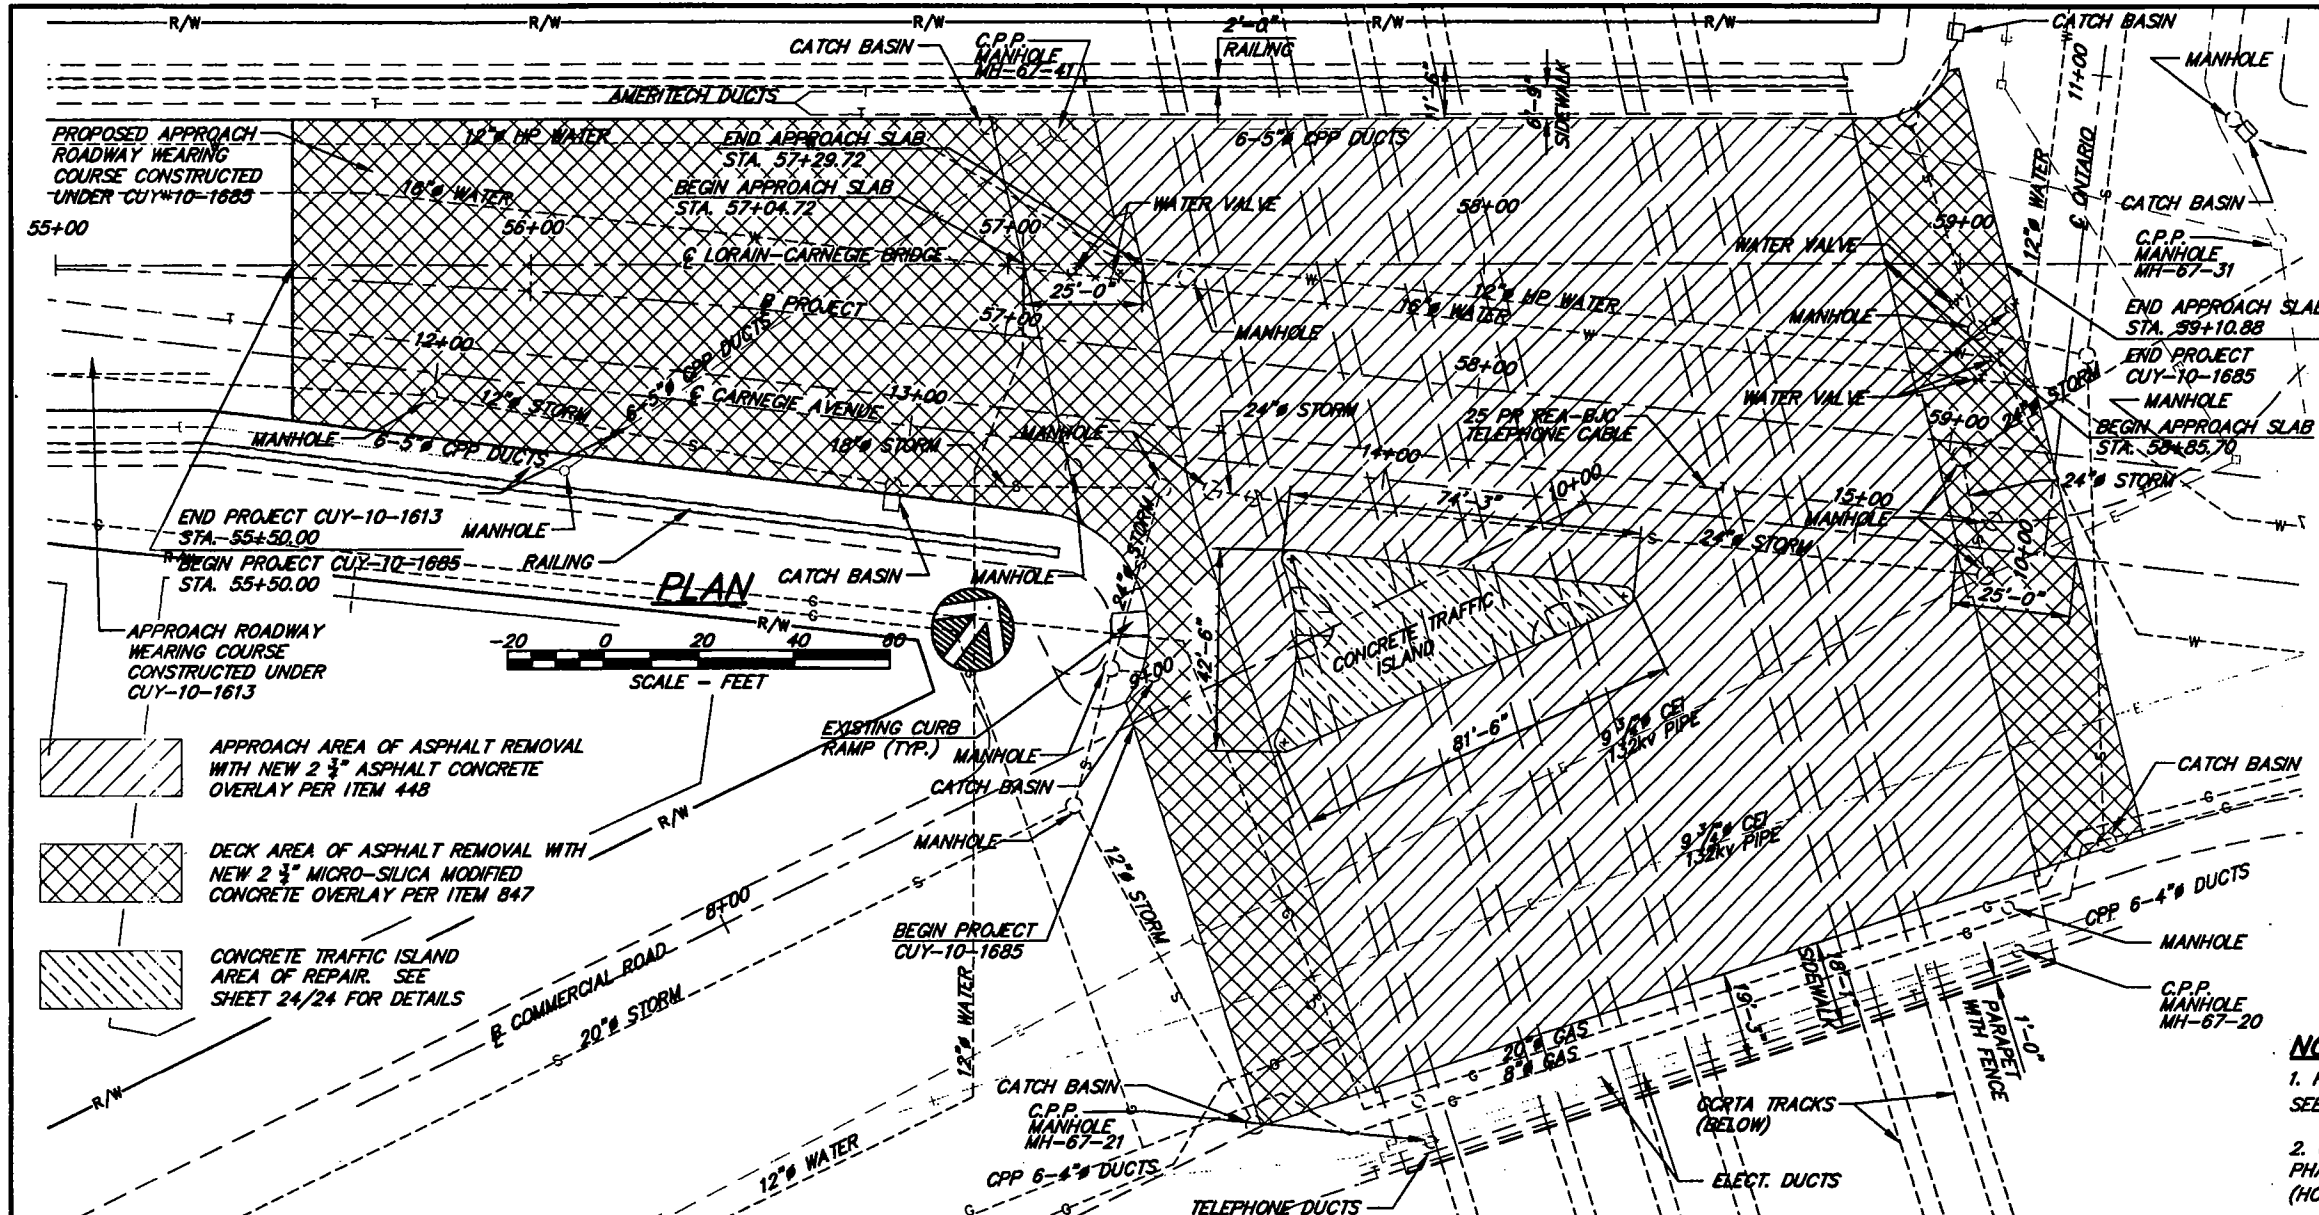 R/W
R/W
R/W
R/W
R/W
CATCH BASIN
C.P.P.
MANHOLE
MH-67-41
2'-0"
RAILING
AMERITECH DUCTS
11'-6"
6'-9"
SIDEWALK
CATCH BASIN
MANHOLE
11+00
℄ ONTARIO
12"ø WATER
CATCH BASIN
C.P.P.
MANHOLE
MH-67-31
PROPOSED APPROACH
ROADWAY WEARING
COURSE CONSTRUCTED
UNDER CUY-10-1685
12"ø HP WATER
END APPROACH SLAB
STA. 57+29.72
6-5"ø CPP DUCTS
16"ø WATER
BEGIN APPROACH SLAB
STA. 57+04.72
WATER VALVE
55+00
56+00
57+00
58+00
59+00
WATER VALVE
℄ LORAIN-CARNEGIE BRIDGE
25'-0"
12"ø HP WATER
16"ø WATER
MANHOLE
MANHOLE
END APPROACH SLAB
STA. 59+10.88
END PROJECT
CUY-10-1685
MANHOLE
BEGIN APPROACH SLAB
STA. 58+85.70
℞ PROJECT
57+00
58+00
59+00
12+00
6-5"ø CPP DUCTS
℄ CARNEGIE AVENUE
13+00
12"ø STORM
WATER VALVE
24"ø STORM
24"ø STORM
25 PR REA-BJC
TELEPHONE CABLE
MANHOLE
6-5"ø CPP DUCTS
18"ø STORM
MANHOLE
14+00
74'-3"
10+00
15+00
MANHOLE
24"ø STORM
24"ø STORM
10+00
25'-0"
END PROJECT CUY-10-1613
STA. 55+50.00
MANHOLE
R/W
BEGIN PROJECT CUY-10-1685
STA. 55+50.00
RAILING
PLAN
CATCH BASIN
MANHOLE
24"ø STORM
42'-6"
CONCRETE TRAFFIC
ISLAND
R/W
-20 0 20 40 60
SCALE - FEET
APPROACH ROADWAY
WEARING COURSE
CONSTRUCTED UNDER
CUY-10-1613
9+00
81'-6"
9 3/4"ø CEI
132kv PIPE
9 3/4"ø CEI
132kv PIPE
EXISTING CURB
RAMP (TYP.)
MANHOLE
CATCH BASIN
MANHOLE
CATCH BASIN
APPROACH AREA OF ASPHALT REMOVAL
WITH NEW 2 3/4" ASPHALT CONCRETE
OVERLAY PER ITEM 448
R/W
DECK AREA OF ASPHALT REMOVAL WITH
NEW 2 3/4" MICRO-SILICA MODIFIED
CONCRETE OVERLAY PER ITEM 847
12"ø STORM
8+00
BEGIN PROJECT
CUY-10-1685
CPP 6-4"ø DUCTS
MANHOLE
CONCRETE TRAFFIC ISLAND
AREA OF REPAIR. SEE
SHEET 24/24 FOR DETAILS
℞ COMMERCIAL ROAD
20"ø STORM
12"ø WATER
18'-1"
SIDEWALK
19'-3"
1'-0"
PARAPET
WITH FENCE
C.P.P.
MANHOLE
MH-67-20
20"ø GAS
8"ø GAS
R/W
CATCH BASIN
C.P.P.
MANHOLE
MH-67-21
GCRTA TRACKS
(BELOW)
12"ø WATER
CPP 6-4"ø DUCTS
ELECT. DUCTS
TELEPHONE DUCTS
1.
2.